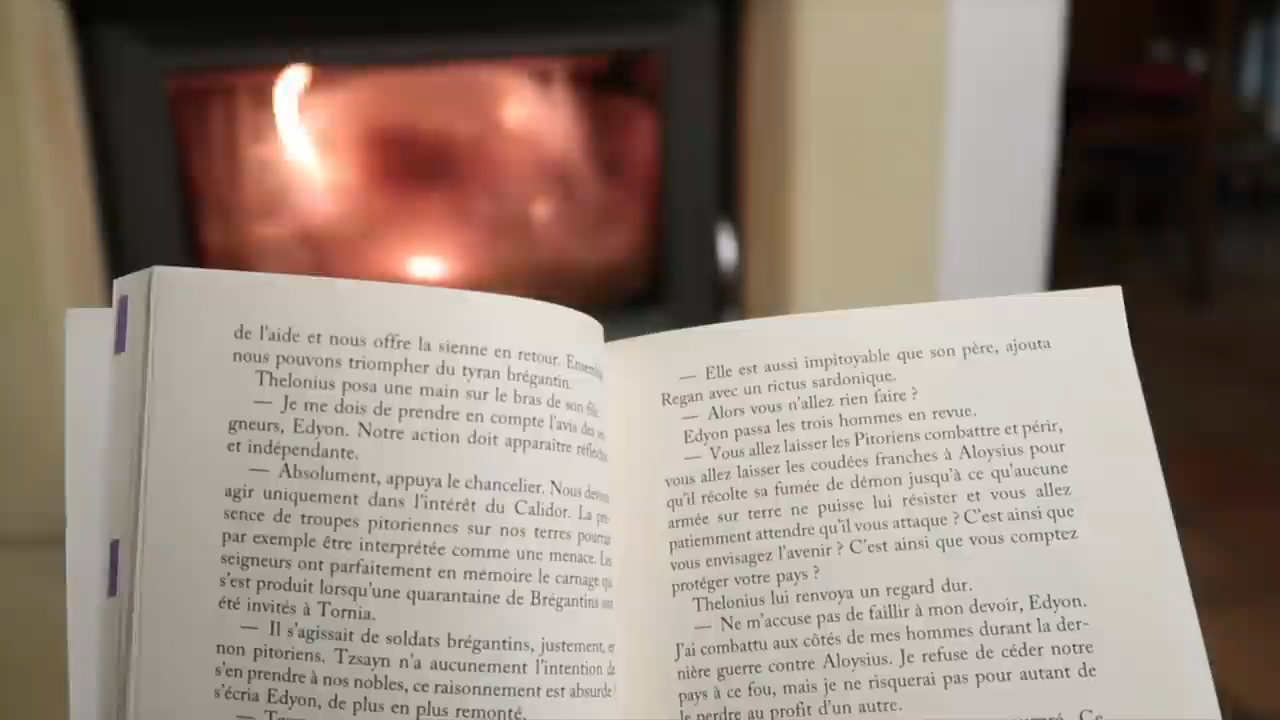 de l'aide et nous offre la sienne en retour.
nous pouvons triompher du tyran brégantin.
Thelonius posa une main sur le bras de son
— Je me dois de prendre en compte l'avis
gneurs, Edyon. Notre action doit apparaître
et indépendante.
— Absolument, appuya le chancelier. Nous
agir uniquement dans l'intérêt du Calidor. La
sence de troupes pitoriennes sur nos terres
par exemple être interprétée comme une menace. Les
seigneurs ont parfaitement en mémoire le carnage
s'est produit lorsqu'une quarantaine de Brégantins
été invités à Tornia.
— Il s'agissait de soldats brégantins, justement,
non pitoriens. Tzsayn n'a aucunement l'intention
s'en prendre à nos nobles, ce raisonnement est absurde !
s'écria Edyon, de plus en plus remonté.
— Elle est aussi impitoyable que son père, ajouta
Regan avec un rictus sardonique.
— Alors vous n'allez rien faire ?
Edyon passa les trois hommes en revue.
— Vous allez laisser les Pitoriens combattre et périr,
vous allez laisser les coudées franches à Aloysius pour
qu'il récolte sa fumée de démon jusqu'à ce qu'aucune
armée sur terre ne puisse lui résister et vous allez
patiemment attendre qu'il vous attaque ? C'est ainsi que
vous envisagez l'avenir ? C'est ainsi que vous comptez
protéger votre pays ?
Thelonius lui renvoya un regard dur.
— Ne m'accuse pas de faillir à mon devoir, Edyon.
J'ai combattu aux côtés de mes hommes durant la der-
nière guerre contre Aloysius. Je refuse de céder notre
pays à ce fou, mais je ne risquerai pas pour autant de
le perdre au profit d'un autre.